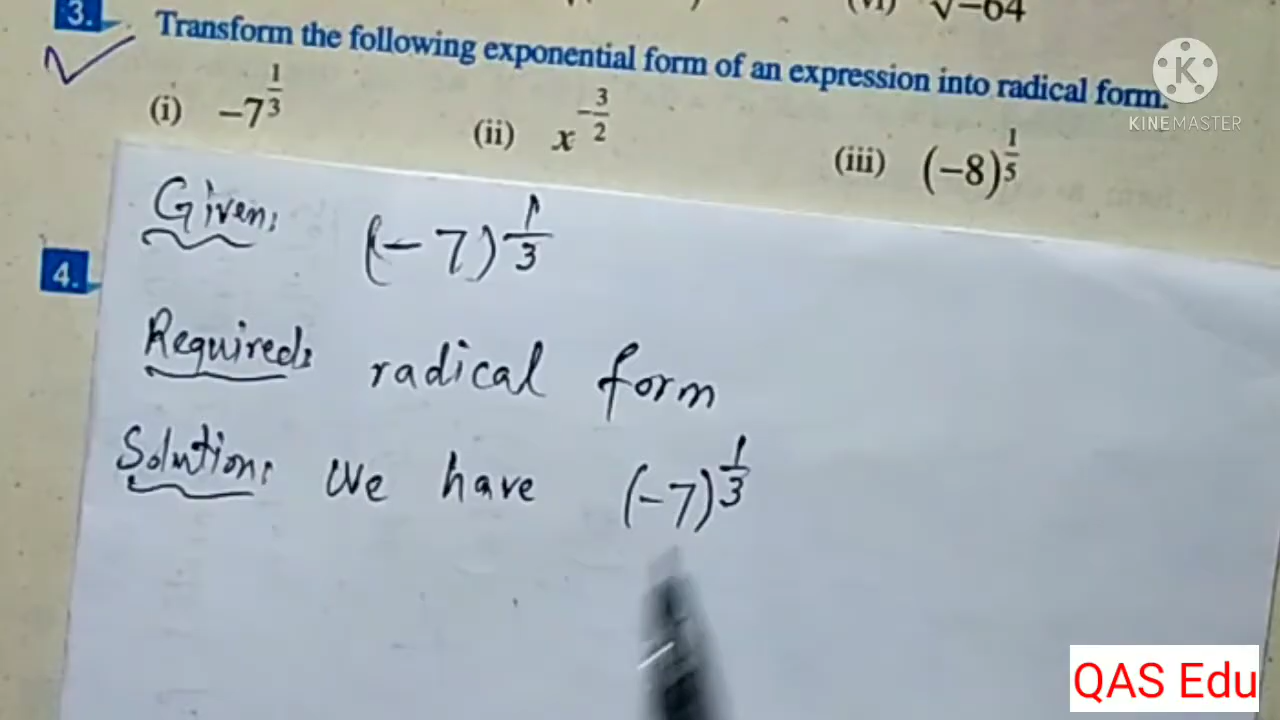 (vi) √−64
3. Transform the following exponential form of an expression into radical form.
(i) −7^(1/3) (ii) x^(−3/2) (iii) (−8)^(1/5)
K
KINEMASTER
Given: (−7)^(1/3)
4.
Required: radical form
Solution: We have (−7)^(1/3)
QAS Edu